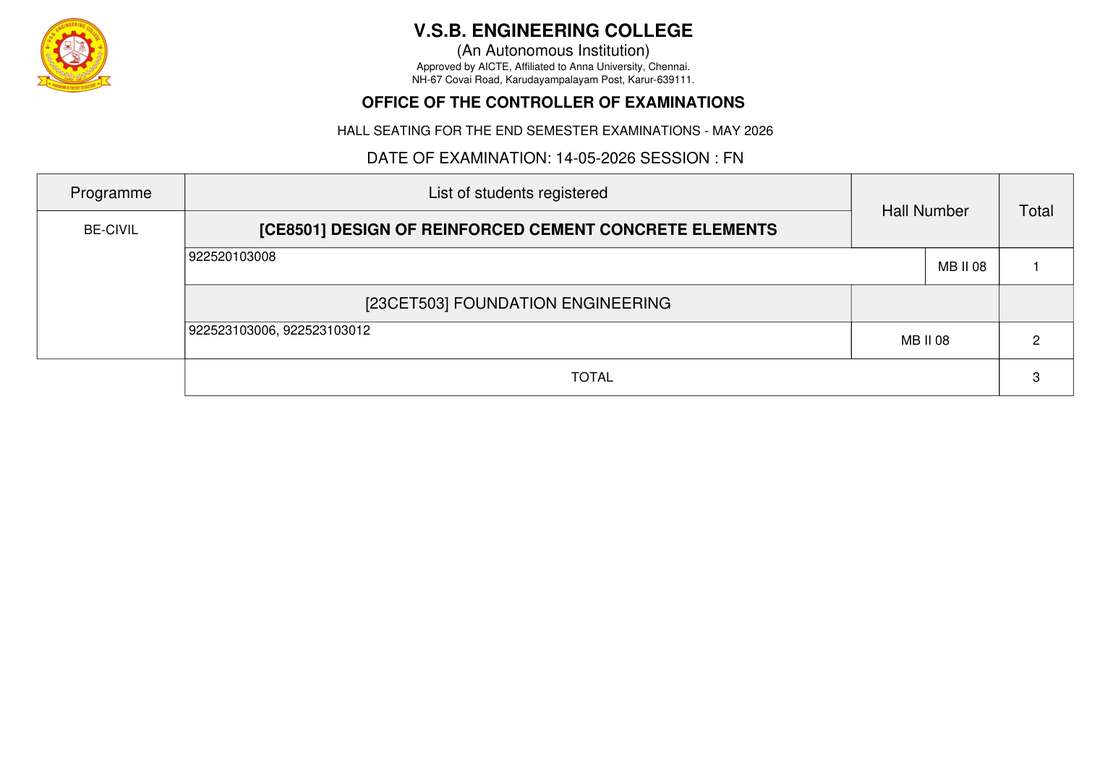 V.S.B. ENGINEERING COLLEGE
(An Autonomous Institution)
Approved by AICTE, Affiliated to Anna University, Chennai.
NH-67 Covai Road, Karudayampalayam Post, Karur-639111.
OFFICE OF THE CONTROLLER OF EXAMINATIONS
HALL SEATING FOR THE END SEMESTER EXAMINATIONS - MAY 2026
DATE OF EXAMINATION: 14-05-2026 SESSION : FN
Programme List of students registered Hall Number Total
BE-CIVIL [CE8501] DESIGN OF REINFORCED CEMENT CONCRETE ELEMENTS
922520103008 MB II 08 1
[23CET503] FOUNDATION ENGINEERING
922523103006, 922523103012 MB II 08 2
TOTAL 3